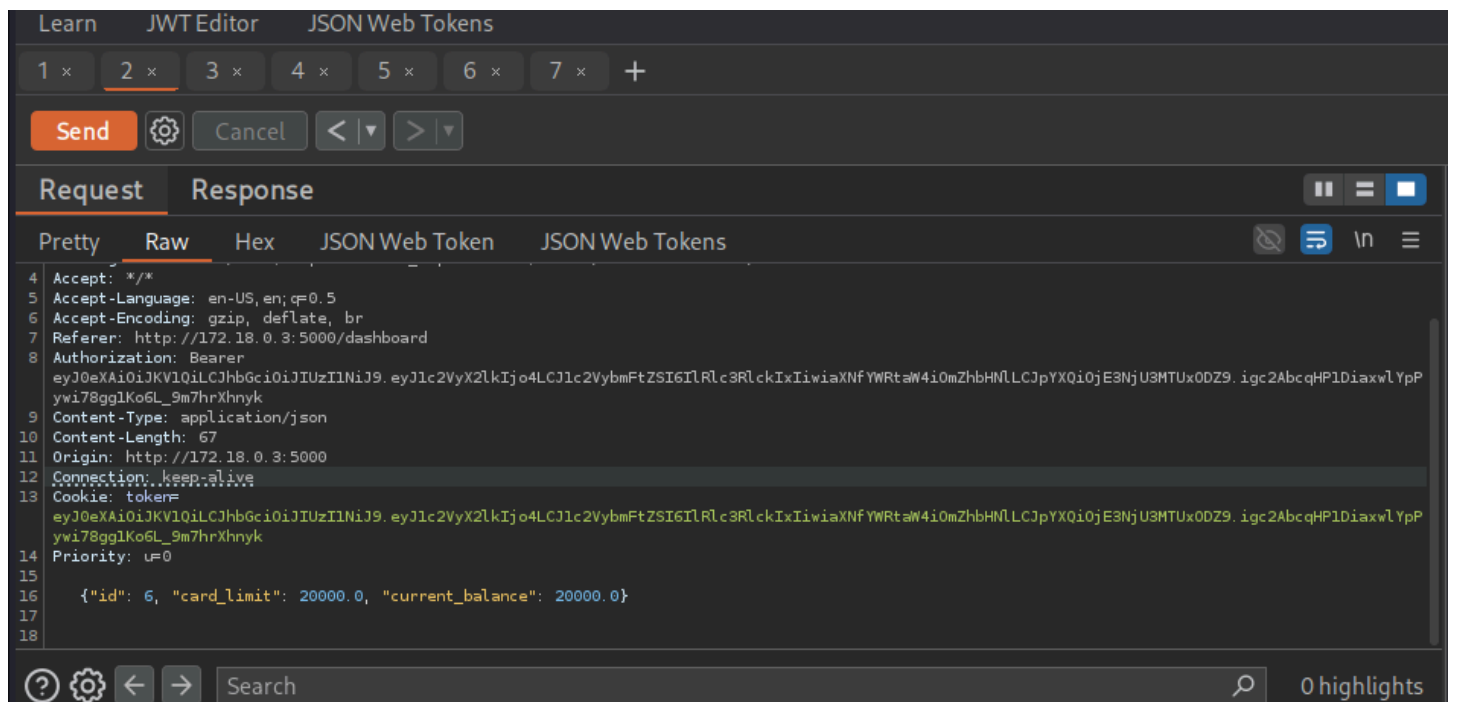 Learn JWT Editor JSON Web Tokens
1 × 2 × 3 × 4 × 5 × 6 × 7 × +
Send Cancel < ▼ > ▼
Request Response
Pretty Raw Hex JSON Web Token JSON Web Tokens \n
4 Accept: */*
5 Accept-Language: en-US,en;q=0.5
6 Accept-Encoding: gzip, deflate, br
7 Referer: http://172.18.0.3:5000/dashboard
8 Authorization: Bearer
eyJ0eXAiOiJKV1QiLCJhbGciOiJIUzI1NiJ9.eyJ1c2VyX2lkIjo4LCJ1c2VybmFtZSI6IlRlc3RlckIxIiwiaXNfYWRtaW4iOmZhbHNlLCJpYXQiOjE3NjU3MTUxODZ9.igc2AbcqHP1DiaxwlYpP
ywi78gg1Ko6L_9m7hrXhnyk
9 Content-Type: application/json
10 Content-Length: 67
11 Origin: http://172.18.0.3:5000
12 Connection: keep-alive
13 Cookie: token=
eyJ0eXAiOiJKV1QiLCJhbGciOiJIUzI1NiJ9.eyJ1c2VyX2lkIjo4LCJ1c2VybmFtZSI6IlRlc3RlckIxIiwiaXNfYWRtaW4iOmZhbHNlLCJpYXQiOjE3NjU3MTUxODZ9.igc2AbcqHP1DiaxwlYpP
ywi78gg1Ko6L_9m7hrXhnyk
14 Priority: u=0
15
16 {"id": 6, "card_limit": 20000.0, "current_balance": 20000.0}
17
18
Search 0 highlights